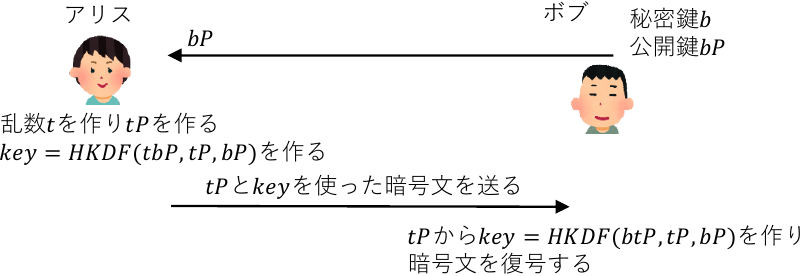 アリス
ボブ
秘密鍵b
公開鍵bP
bP
乱数tを作りtPを作る
key = HKDF(tbP, tP, bP)を作る
tPとkeyを使った暗号文を送る
tPからkey = HKDF(btP, tP, bP)を作り
暗号文を復号する